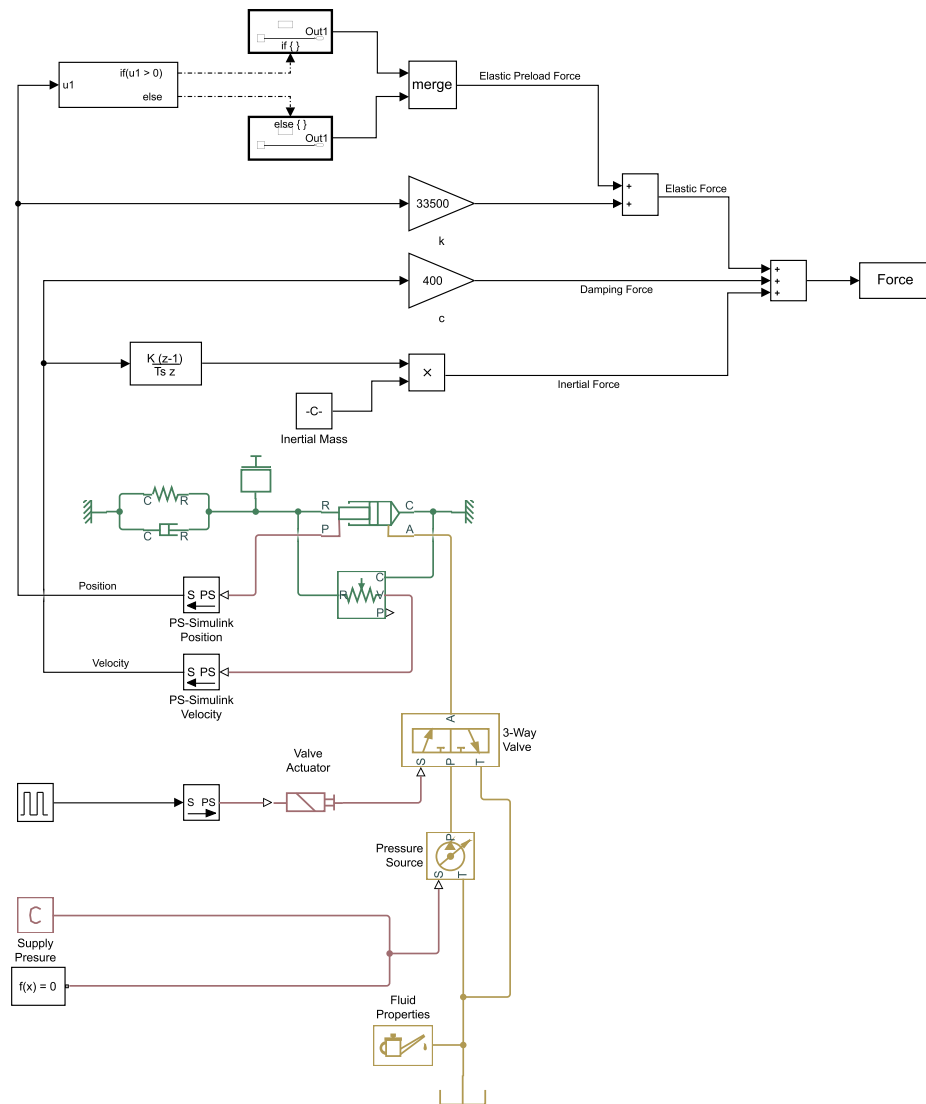 Out1
if { }
if(u1 > 0)
u1
else
merge
Elastic Preload Force
else { }
Out1
+
+
Elastic Force
33500
k
400
c
Damping Force
+
+
+
Force
K (z-1)
Ts z
×
Inertial Force
-C-
Inertial Mass
C
R
C
R
R
C
P
A
C
R
V
P
Position
S PS
PS-Simulink
Position
Velocity
S PS
PS-Simulink
Velocity
A
3-Way
Valve
S
P
T
Valve
Actuator
S PS
P
Pressure
Source
S
T
C
Supply
Presure
f(x) = 0
Fluid
Properties